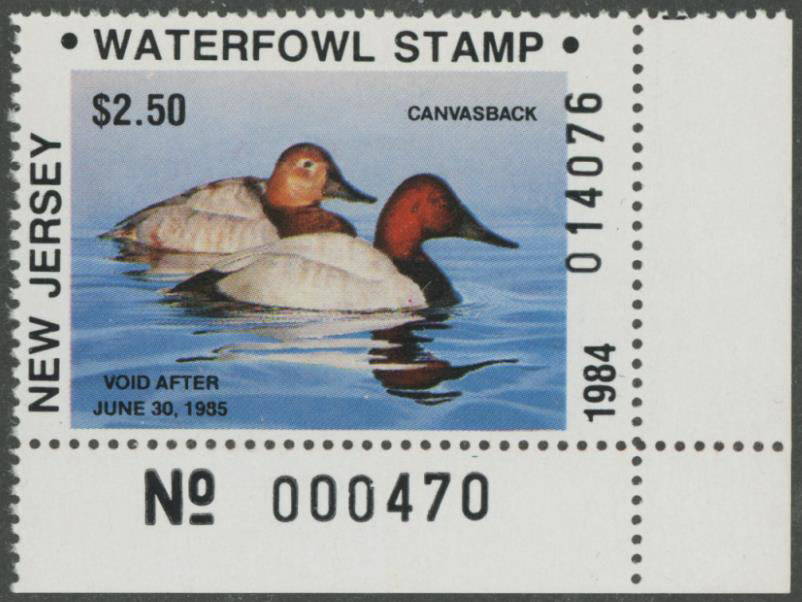 • WATERFOWL STAMP •
NEW JERSEY
$2.50
CANVASBACK
014076
1984
VOID AFTER
JUNE 30, 1985
Nº 000470